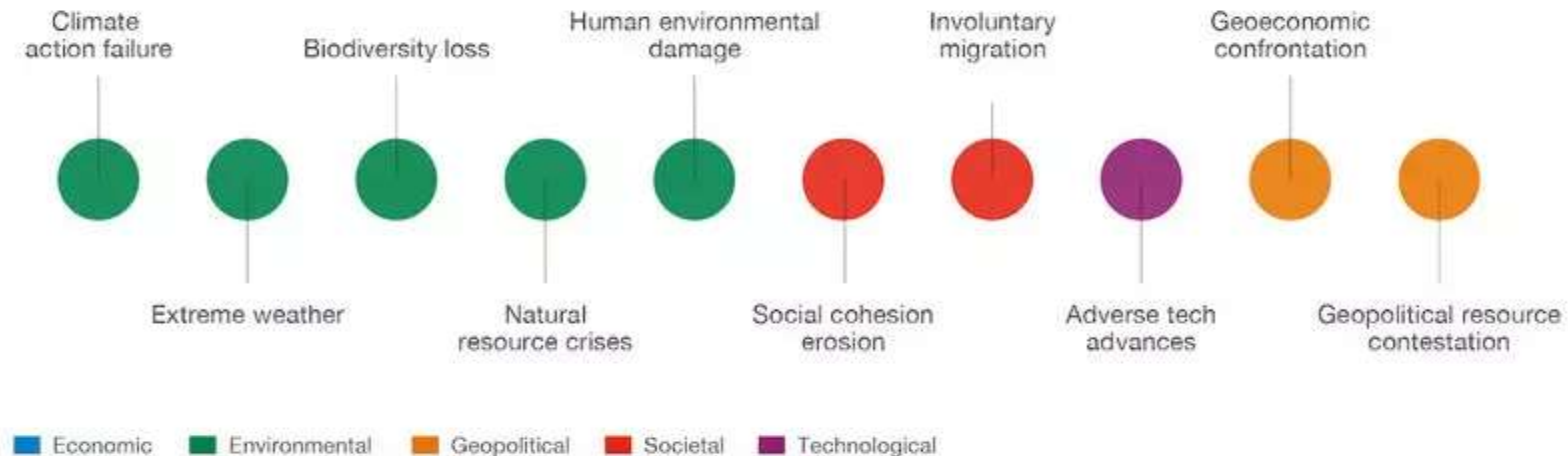 Climate
action failure
Biodiversity loss
Human environmental
damage
Involuntary
migration
Geoeconomic
confrontation
Extreme weather
Natural
resource crises
Social cohesion
erosion
Adverse tech
advances
Geopolitical resource
contestation
Economic
Environmental
Geopolitical
Societal
Technological